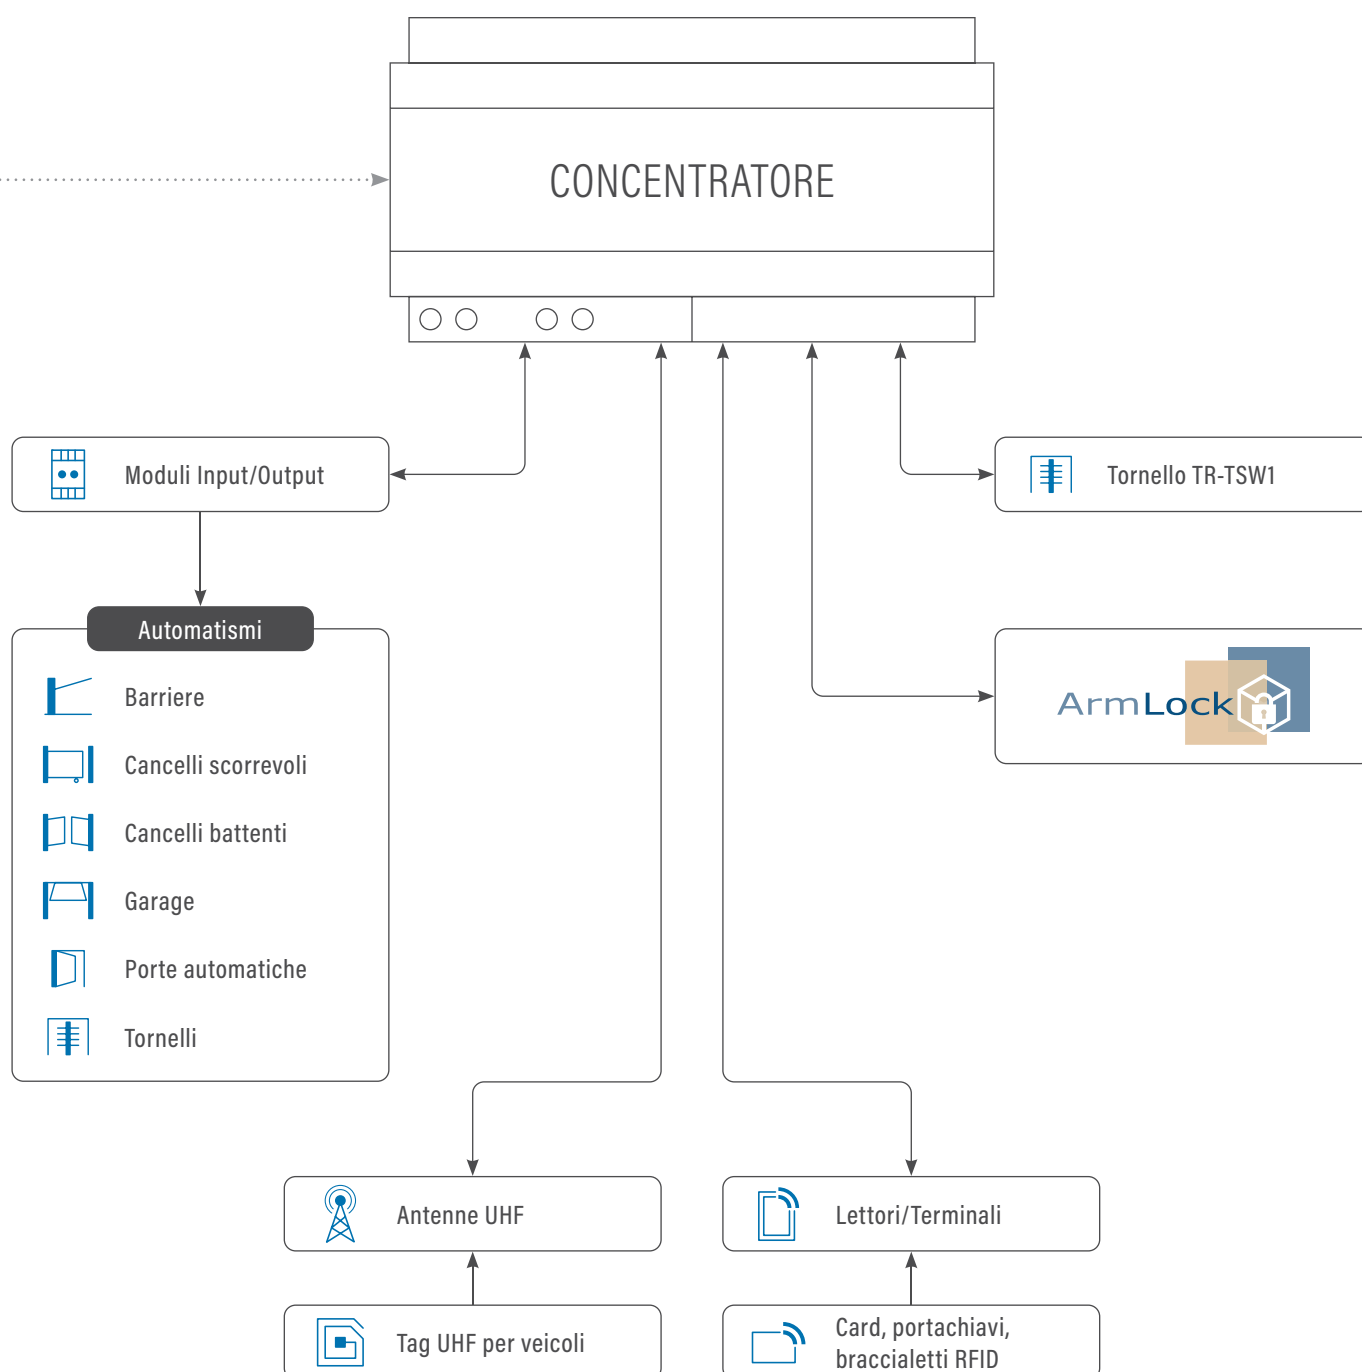 CONCENTRATORE
Moduli Input/Output
Tornello TR-TSW1
Automatismi
Barriere
Cancelli scorrevoli
Cancelli battenti
Garage
Porte automatiche
Tornelli
ArmLock
Antenne UHF
Lettori/Terminali
Tag UHF per veicoli
Card, portachiavi,
braccialetti RFID